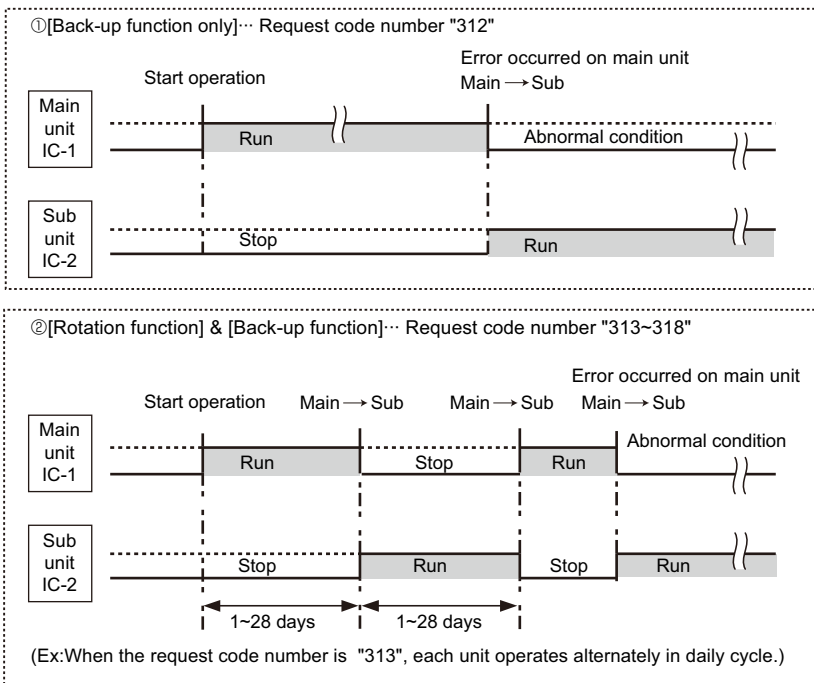 ①[Back-up function only]··· Request code number "312"
Error occurred on main unit
Start operation
Main → Sub
Main
unit
IC-1
Run
Abnormal condition
Sub
unit
IC-2
Stop
Run
②[Rotation function] & [Back-up function]··· Request code number "313~318"
Error occurred on main unit
Start operation Main → Sub Main → Sub Main → Sub
Main
unit
IC-1
Run Stop Run Abnormal condition
Sub
unit
IC-2
Stop Run Stop Run
1~28 days 1~28 days
(Ex:When the request code number is "313", each unit operates alternately in daily cycle.)